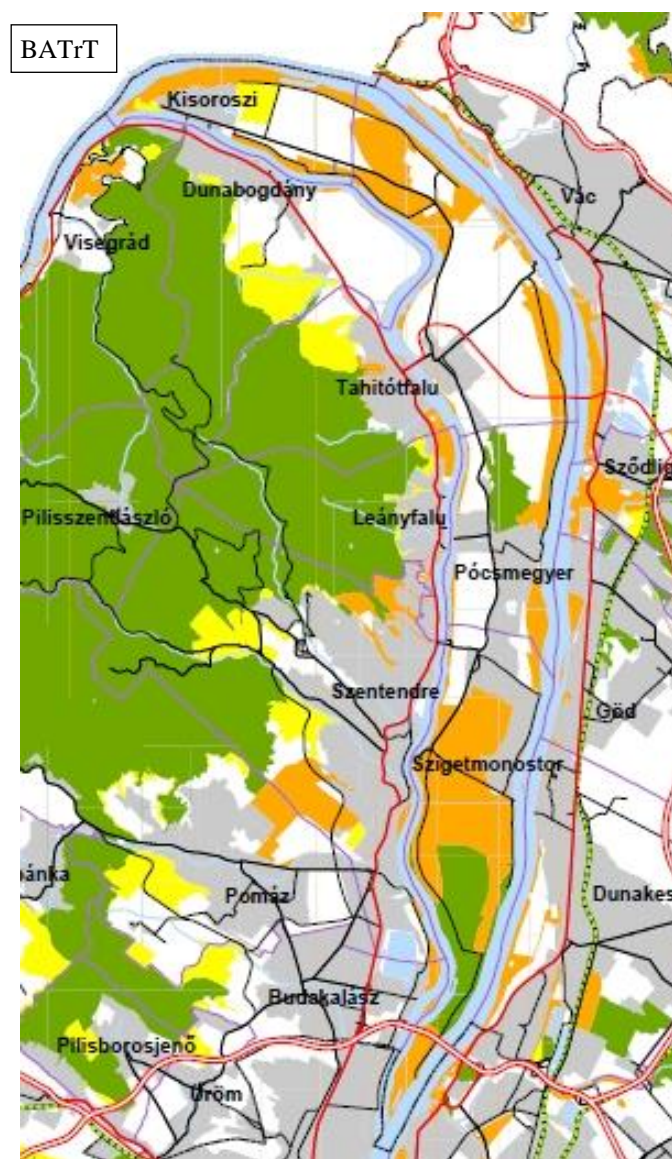 BATrT
Kisoroszi
Dunabogdány
Vác
Visegrád
Tahitótfalu
Sződlig
Pilisszentlászló
Leányfalu
Pócsmegyer
Szentendre
Göd
Szigetmonostor
Pomáz
Dunakes
Budakalász
Pilisborosjenő
Üröm